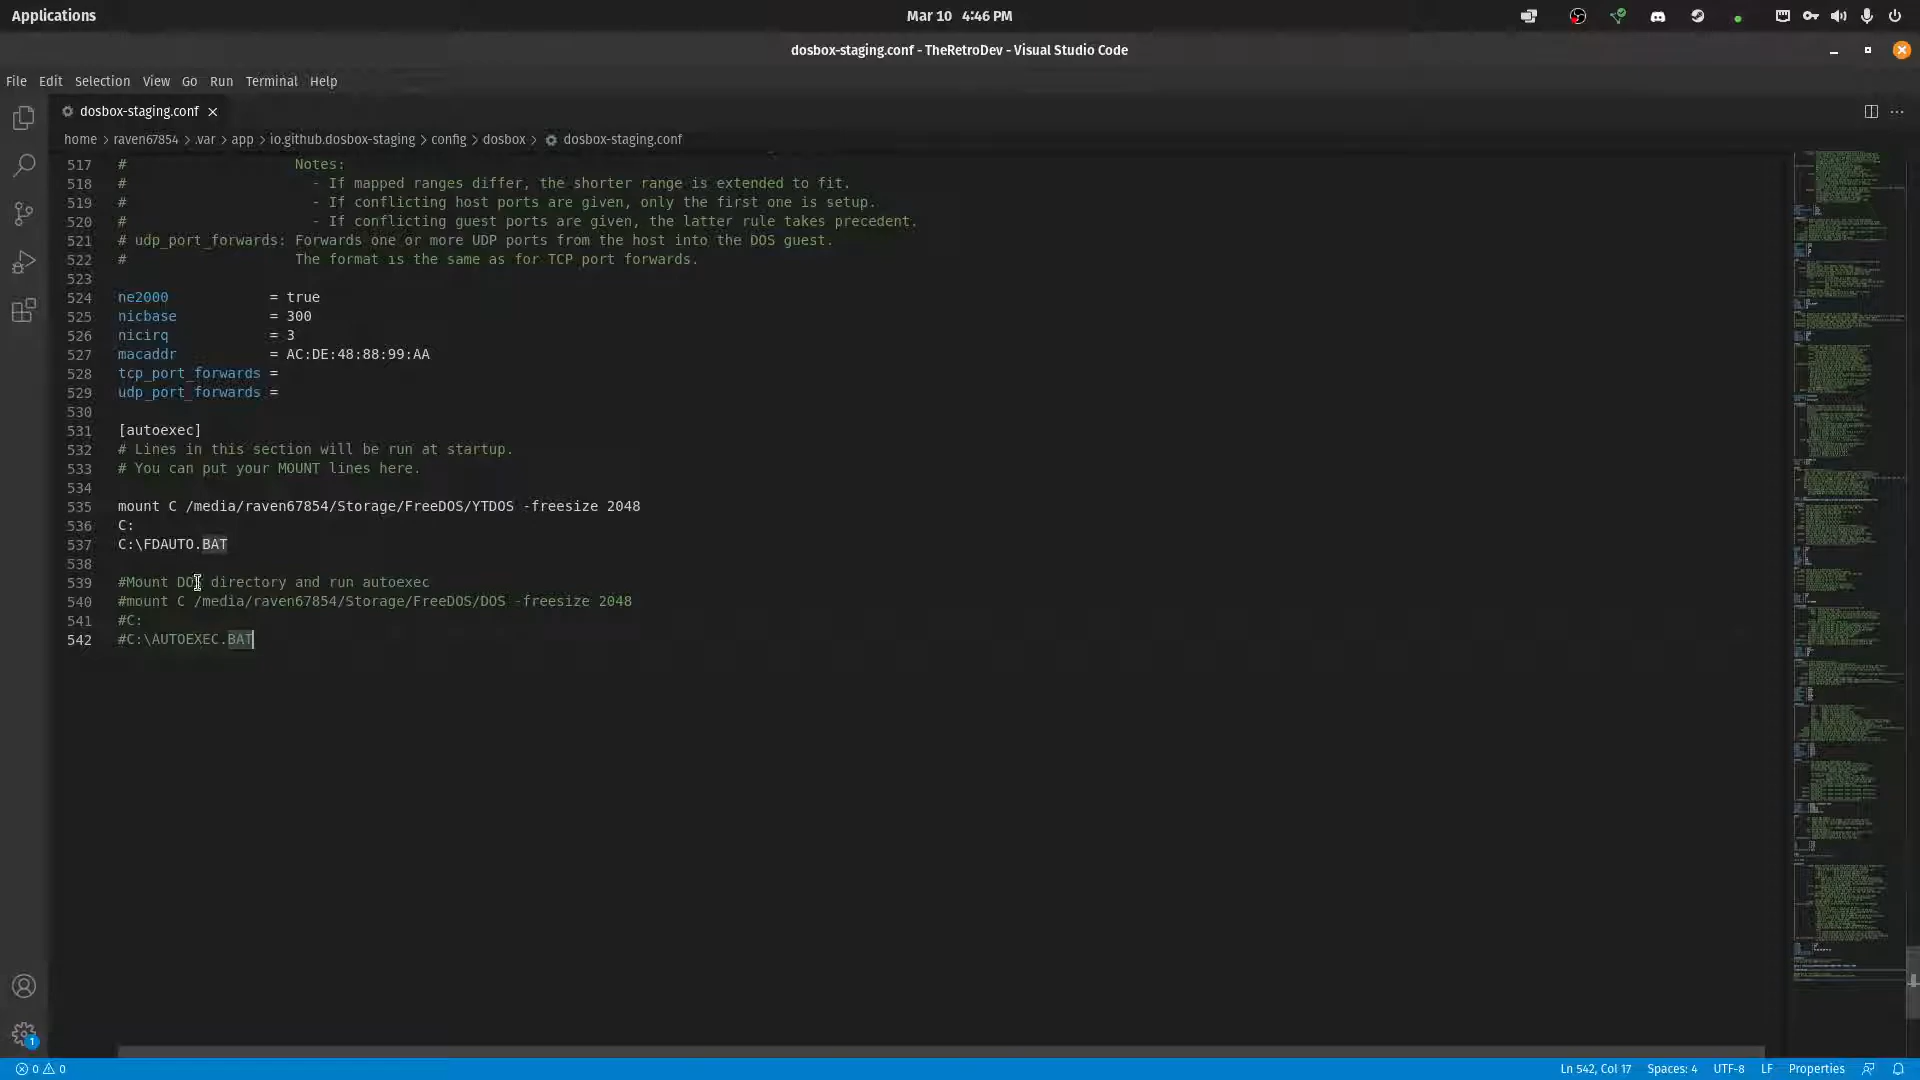 Applications
Mar 10 4:46 PM
dosbox-staging.conf - TheRetroDev - Visual Studio Code
File Edit Selection View Go Run Terminal Help
dosbox-staging.conf
home > raven67854 > .var > app > io.github.dosbox-staging > config > dosbox > dosbox-staging.conf
517 # Notes:
518 # - If mapped ranges differ, the shorter range is extended to fit.
519 # - If conflicting host ports are given, only the first one is setup.
520 # - If conflicting guest ports are given, the latter rule takes precedent.
521 # udp_port_forwards: Forwards one or more UDP ports from the host into the DOS guest.
522 # The format is the same as for TCP port forwards.
523
524 ne2000 = true
525 nicbase = 300
526 nicirq = 3
527 macaddr = AC:DE:48:88:99:AA
528 tcp_port_forwards =
529 udp_port_forwards =
530
531 [autoexec]
532 # Lines in this section will be run at startup.
533 # You can put your MOUNT lines here.
534
535 mount C /media/raven67854/Storage/FreeDOS/YTDOS -freesize 2048
536 C:
537 C:\FDAUTO.BAT
538
539 #Mount DOS directory and run autoexec
540 #mount C /media/raven67854/Storage/FreeDOS/DOS -freesize 2048
541 #C:
542 #C:\AUTOEXEC.BAT
1
0 0
Ln 542, Col 17 Spaces: 4 UTF-8 LF Properties